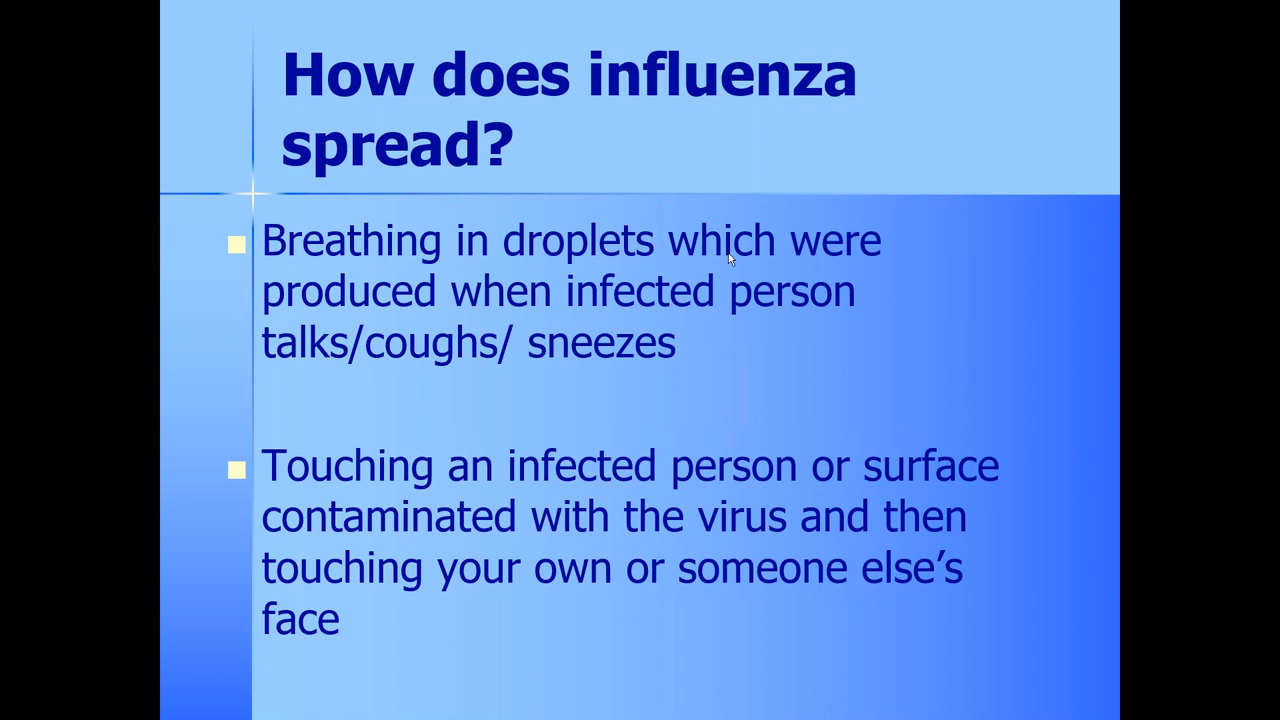 How does influenza
spread?
Breathing in droplets which were
produced when infected person
talks/coughs/ sneezes
Touching an infected person or surface
contaminated with the virus and then
touching your own or someone else’s
face